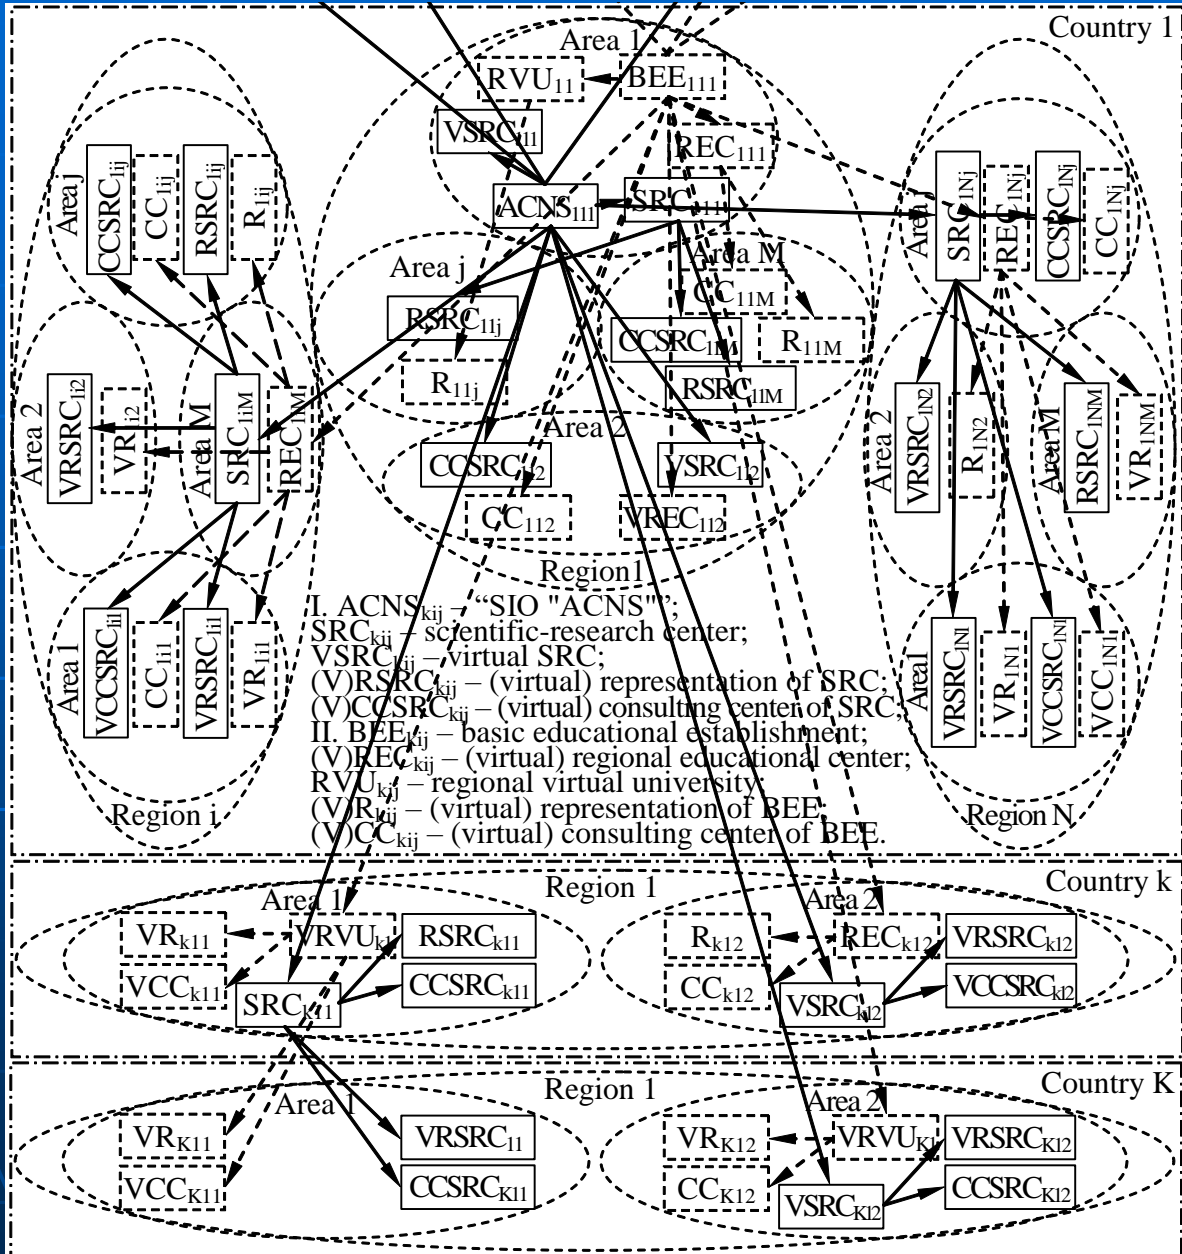 Country 1
Area 1
RVU11
BEE111
VSRC111
REC111
ACNS111
SRC111
Area j
RSRC11j
R11j
Area M
CC11M
CCSRC11M
R11M
RSRC11M
Area 2
CCSRC112
VSRC112
CC112
VREC112
Region1
Area j
CCSRC1ij
CC1ij
RSRC1ij
R1ij
Area 2
VRSRC1i2
VR1i2
Area M
SRC1iM
REC1iM
Area 1
VCCSRC1i1
CC1i1
VRSRC1i1
VR1i1
Region i
Area j
SRC1Nj
REC1Nj
CCSRC1Nj
CC1Nj
Area 2
VRSRC1N2
R1N2
Area M
RSRC1NM
VR1NM
Area1
VRSRC1N1
VR1N1
VCCSRC1N1
VCC1N1
Region N
I. ACNSkij – “SIO "ACNS"”;
SRCkij – scientific-research center;
VSRCkij – virtual SRC;
(V)RSRCkij – (virtual) representation of SRC;
(V)CCSRCkij – (virtual) consulting center of SRC;
II. BEEkij – basic educational establishment;
(V)RECkij – (virtual) regional educational center;
RVUkij – regional virtual university;
(V)Rkij – (virtual) representation of BEE;
(V)CCkij – (virtual) consulting center of BEE.
Country k
Region 1
Area 1
VRk11
VRVUk1
RSRCk11
VCCk11
SRCk11
CCSRCk11
Area 2
Rk12
RECk12
VRSRCk12
CCk12
VSRCk12
VCCSRCk12
Country K
Region 1
Area 1
VRK11
VRSRC11
VCCK11
CCSRCK11
Area 2
VRK12
VRVUK1
VRSRCK12
CCK12
VSRCK12
CCSRCK12